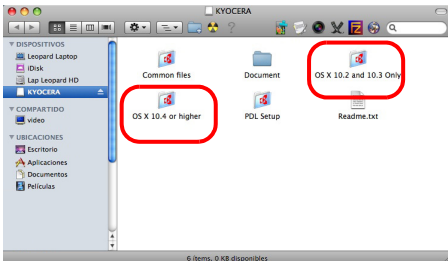 KYOCERA
DISPOSITIVOS
Leopard Laptop
iDisk
Lap Leopard HD
KYOCERA
COMPARTIDO
video
UBICACIONES
Escritorio
Aplicaciones
Documentos
Películas
Common files
Document
OS X 10.2 and 10.3 Only
OS X 10.4 or higher
PDL Setup
Readme.txt
6 ítems, 0 KB disponibles